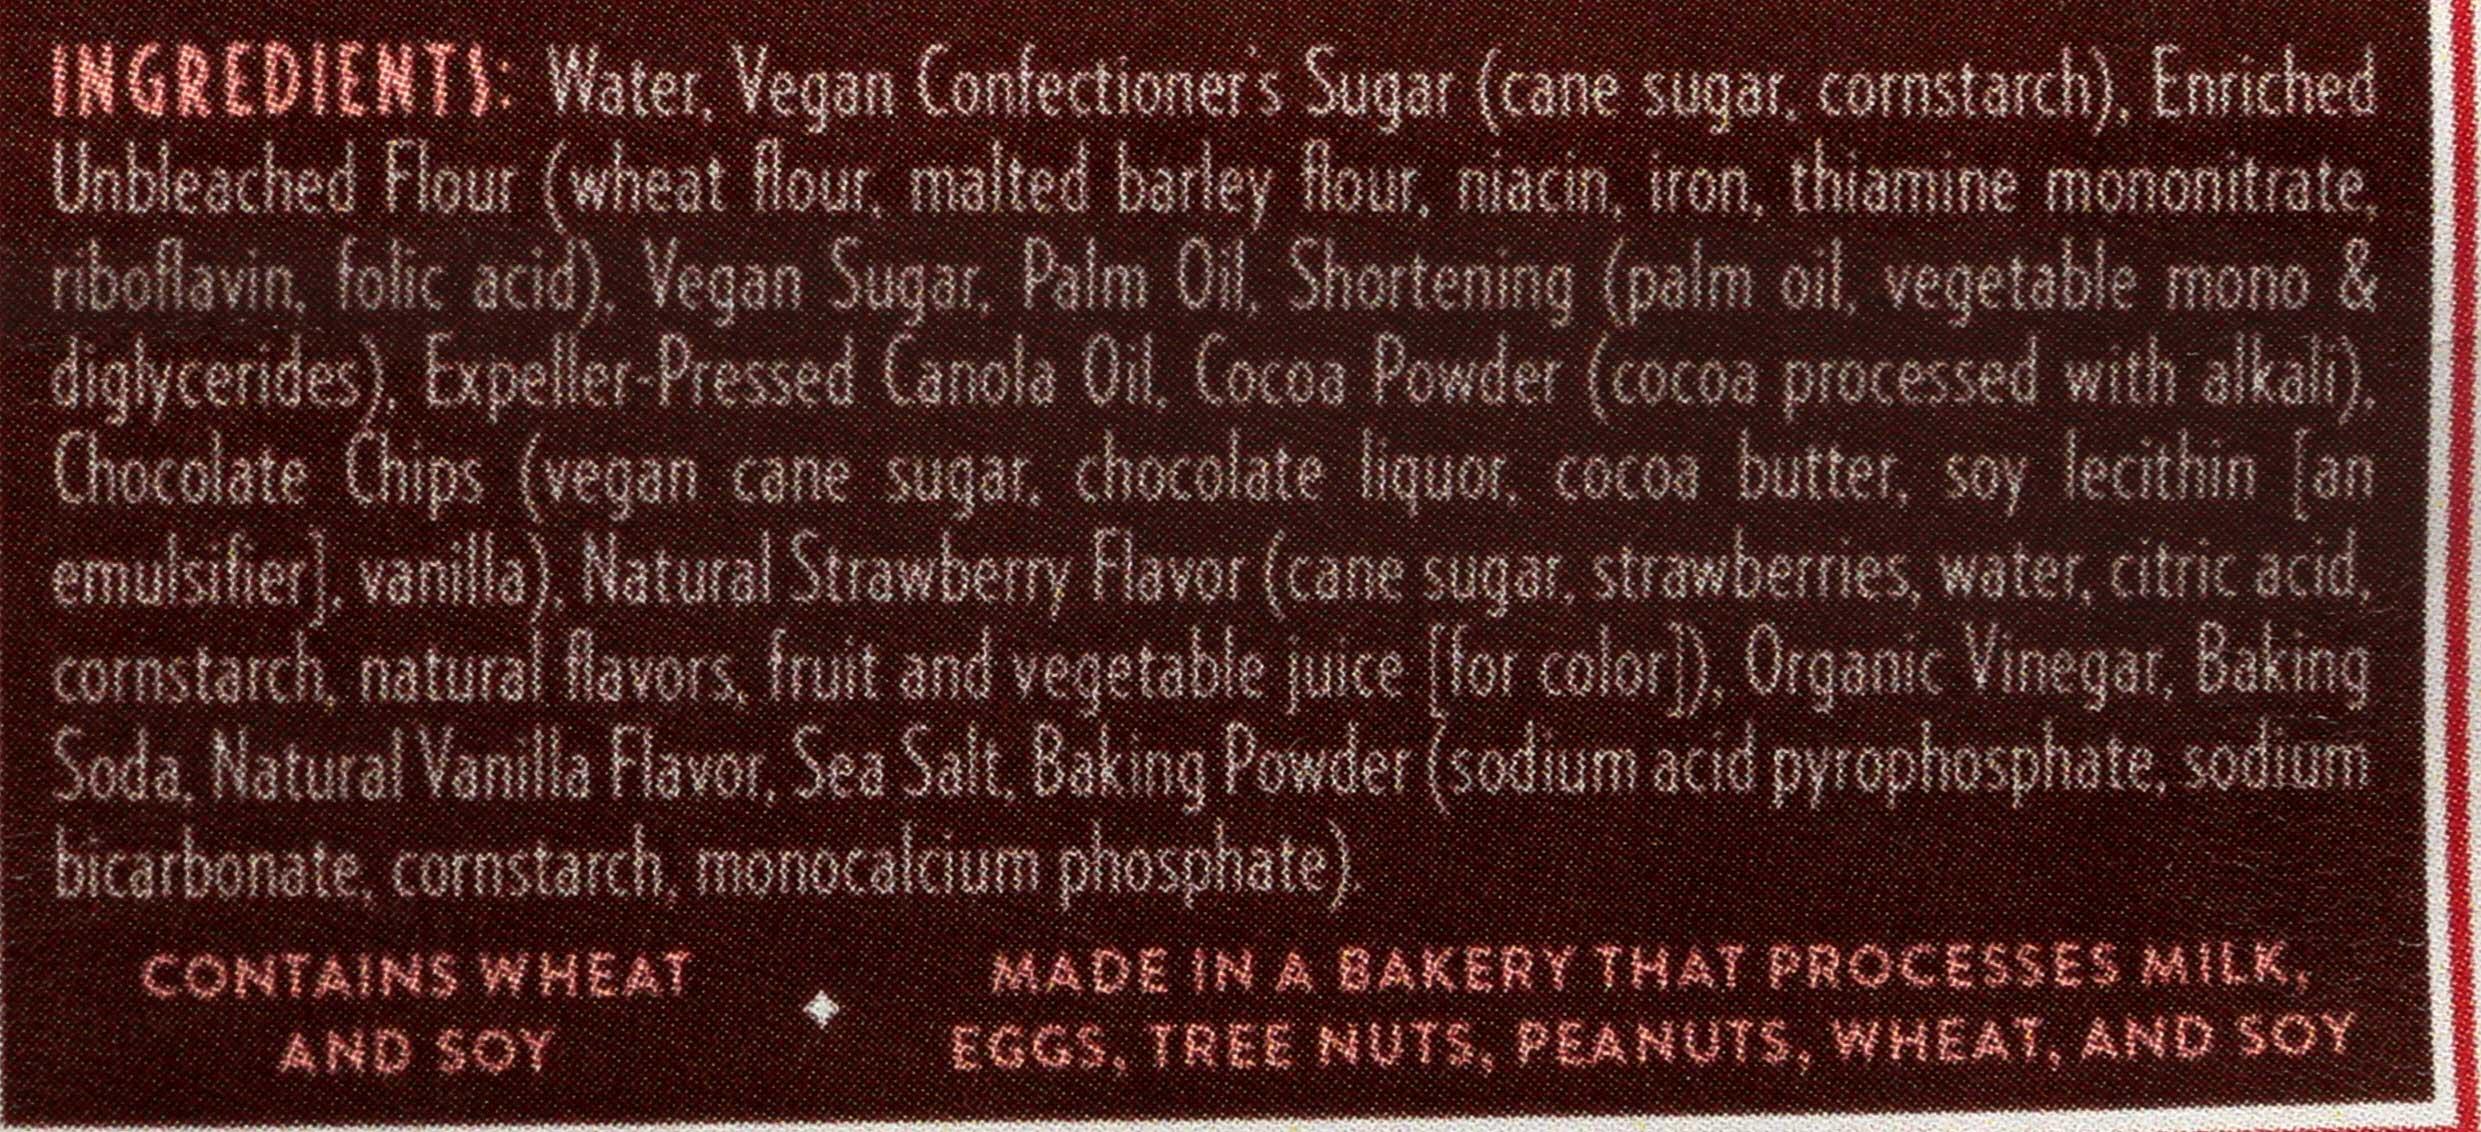 INGREDIENTS: Water, Vegan Confectioner's Sugar (cane sugar, cornstarch), Enriched
Unbleached Flour (wheat flour, malted barley flour, niacin, iron, thiamine mononitrate,
riboflavin, folic acid), Vegan Sugar, Palm Oil, Shortening (palm oil, vegetable mono &
diglycerides), Expeller-Pressed Canola Oil, Cocoa Powder (cocoa processed with alkali),
Chocolate Chips (vegan cane sugar, chocolate liquor, cocoa butter, soy lecithin [an
emulsifier], vanilla), Natural Strawberry Flavor (cane sugar, strawberries, water, citric acid,
cornstarch, natural flavors, fruit and vegetable juice [for color]), Organic Vinegar, Baking
Soda, Natural Vanilla Flavor, Sea Salt, Baking Powder (sodium acid pyrophosphate, sodium
bicarbonate, cornstarch, monocalcium phosphate).
CONTAINS WHEAT
AND SOY
MADE IN A BAKERY THAT PROCESSES MILK,
EGGS, TREE NUTS, PEANUTS, WHEAT, AND SOY